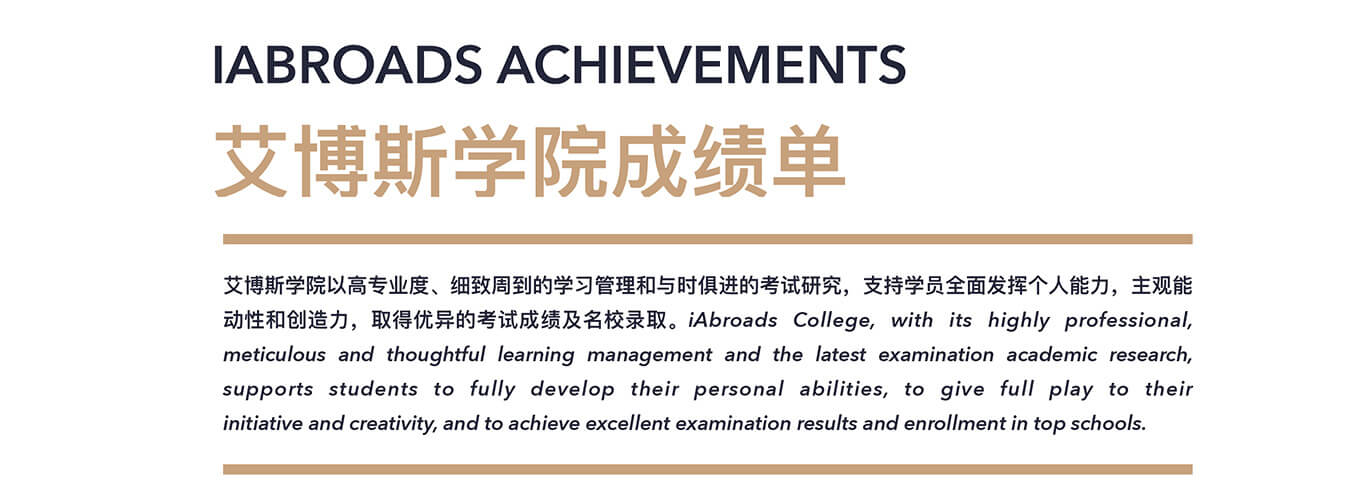 IABROADS ACHIEVEMENTS
艾博斯学院成绩单
艾博斯学院以高专业度、细致周到的学习管理和与时俱进的考试研究，支持学员全面发挥个人能力，主观能
动性和创造力，取得优异的考试成绩及名校录取。iAbroads College, with its highly professional,
meticulous and thoughtful learning management and the latest examination academic research,
supports students to fully develop their personal abilities, to give full play to their
initiative and creativity, and to achieve excellent examination results and enrollment in top schools.